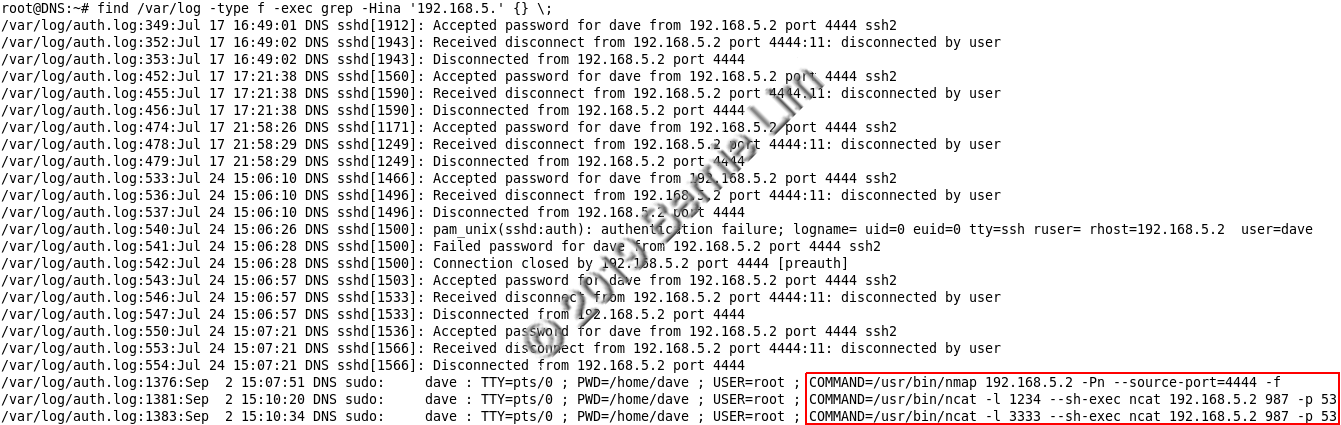 root@DNS:~# find /var/log -type f -exec grep -Hina '192.168.5.' {} \;
/var/log/auth.log:349:Jul 17 16:49:01 DNS sshd[1912]: Accepted password for dave from 192.168.5.2 port 4444 ssh2
/var/log/auth.log:352:Jul 17 16:49:02 DNS sshd[1943]: Received disconnect from 192.168.5.2 port 4444:11: disconnected by user
/var/log/auth.log:353:Jul 17 16:49:02 DNS sshd[1943]: Disconnected from 192.168.5.2 port 4444
/var/log/auth.log:452:Jul 17 17:21:38 DNS sshd[1560]: Accepted password for dave from 192.168.5.2 port 4444 ssh2
/var/log/auth.log:455:Jul 17 17:21:38 DNS sshd[1590]: Received disconnect from 192.168.5.2 port 4444:11: disconnected by user
/var/log/auth.log:456:Jul 17 17:21:38 DNS sshd[1590]: Disconnected from 192.168.5.2 port 4444
/var/log/auth.log:474:Jul 17 21:58:26 DNS sshd[1171]: Accepted password for dave from 192.168.5.2 port 4444 ssh2
/var/log/auth.log:478:Jul 17 21:58:29 DNS sshd[1249]: Received disconnect from 192.168.5.2 port 4444:11: disconnected by user
/var/log/auth.log:479:Jul 17 21:58:29 DNS sshd[1249]: Disconnected from 192.168.5.2 port 4444
/var/log/auth.log:533:Jul 24 15:06:10 DNS sshd[1466]: Accepted password for dave from 192.168.5.2 port 4444 ssh2
/var/log/auth.log:536:Jul 24 15:06:10 DNS sshd[1496]: Received disconnect from 192.168.5.2 port 4444:11: disconnected by user
/var/log/auth.log:537:Jul 24 15:06:10 DNS sshd[1496]: Disconnected from 192.168.5.2 port 4444
/var/log/auth.log:540:Jul 24 15:06:26 DNS sshd[1500]: pam_unix(sshd:auth): authentication failure; logname= uid=0 euid=0 tty=ssh ruser= rhost=192.168.5.2  user=dave
/var/log/auth.log:541:Jul 24 15:06:28 DNS sshd[1500]: Failed password for dave from 192.168.5.2 port 4444 ssh2
/var/log/auth.log:542:Jul 24 15:06:28 DNS sshd[1500]: Connection closed by 192.168.5.2 port 4444 [preauth]
/var/log/auth.log:543:Jul 24 15:06:57 DNS sshd[1503]: Accepted password for dave from 192.168.5.2 port 4444 ssh2
/var/log/auth.log:546:Jul 24 15:06:57 DNS sshd[1533]: Received disconnect from 192.168.5.2 port 4444:11: disconnected by user
/var/log/auth.log:547:Jul 24 15:06:57 DNS sshd[1533]: Disconnected from 192.168.5.2 port 4444
/var/log/auth.log:550:Jul 24 15:07:21 DNS sshd[1536]: Accepted password for dave from 192.168.5.2 port 4444 ssh2
/var/log/auth.log:553:Jul 24 15:07:21 DNS sshd[1566]: Received disconnect from 192.168.5.2 port 4444:11: disconnected by user
/var/log/auth.log:554:Jul 24 15:07:21 DNS sshd[1566]: Disconnected from 192.168.5.2 port 4444
/var/log/auth.log:1376:Sep  2 15:07:51 DNS sudo:     dave : TTY=pts/0 ; PWD=/home/dave ; USER=root ; COMMAND=/usr/bin/nmap 192.168.5.2 -Pn --source-port=4444 -f
/var/log/auth.log:1381:Sep  2 15:10:20 DNS sudo:     dave : TTY=pts/0 ; PWD=/home/dave ; USER=root ; COMMAND=/usr/bin/ncat -l 1234 --sh-exec ncat 192.168.5.2 987 -p 53
/var/log/auth.log:1383:Sep  2 15:10:34 DNS sudo:     dave : TTY=pts/0 ; PWD=/home/dave ; USER=root ; COMMAND=/usr/bin/ncat -l 3333 --sh-exec ncat 192.168.5.2 987 -p 53
© 2019 Barnie Lim